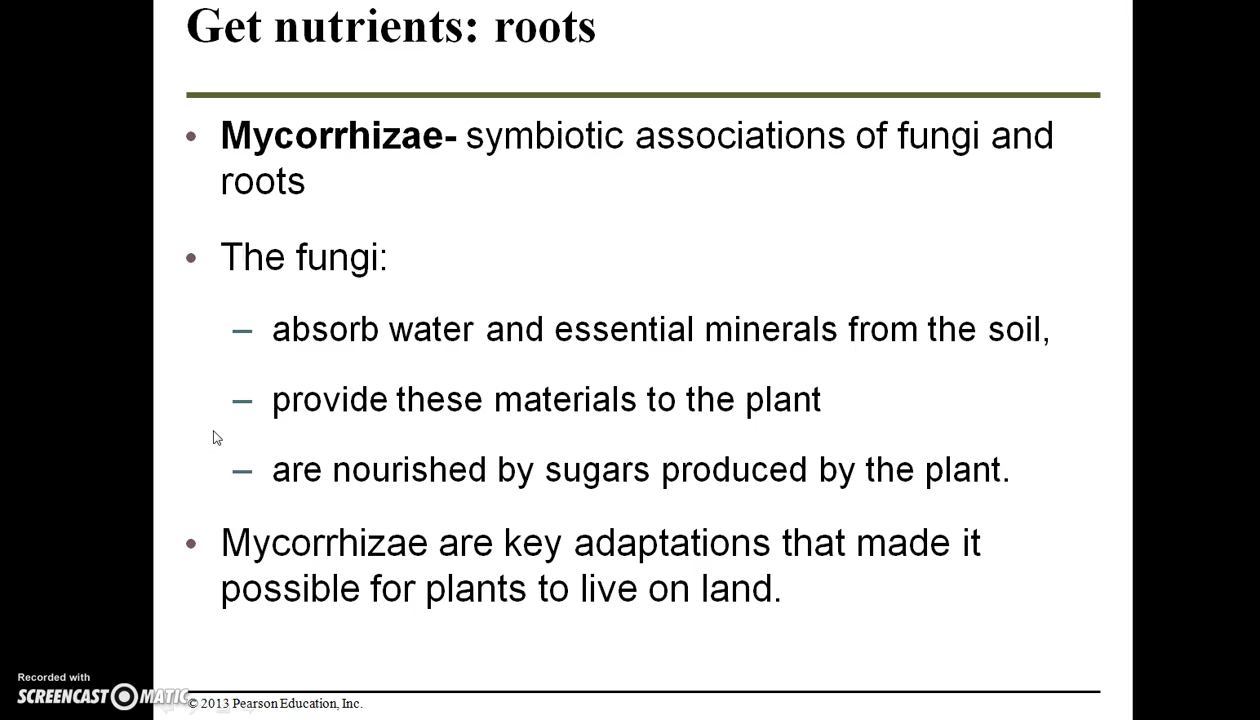 Get nutrients: roots
• Mycorrhizae- symbiotic associations of fungi and
roots
• The fungi:
– absorb water and essential minerals from the soil,
– provide these materials to the plant
– are nourished by sugars produced by the plant.
• Mycorrhizae are key adaptations that made it
possible for plants to live on land.
Recorded with
SCREENCAST MATIC
© 2013 Pearson Education, Inc.